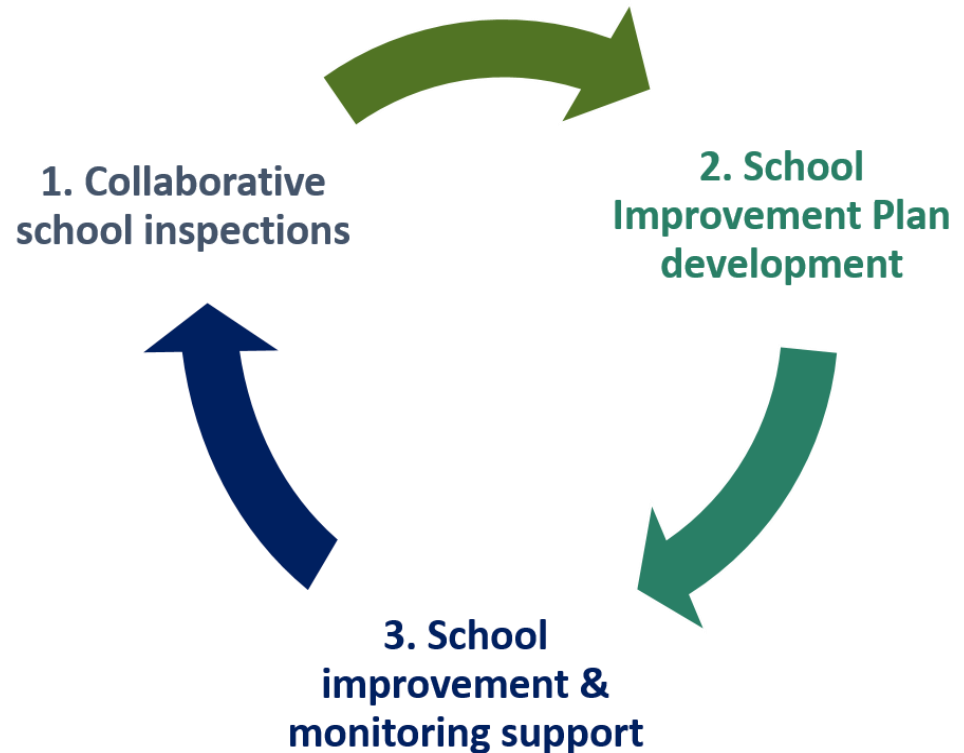 1. Collaborative
school inspections
2. School
Improvement Plan
development
3. School
improvement &
monitoring support